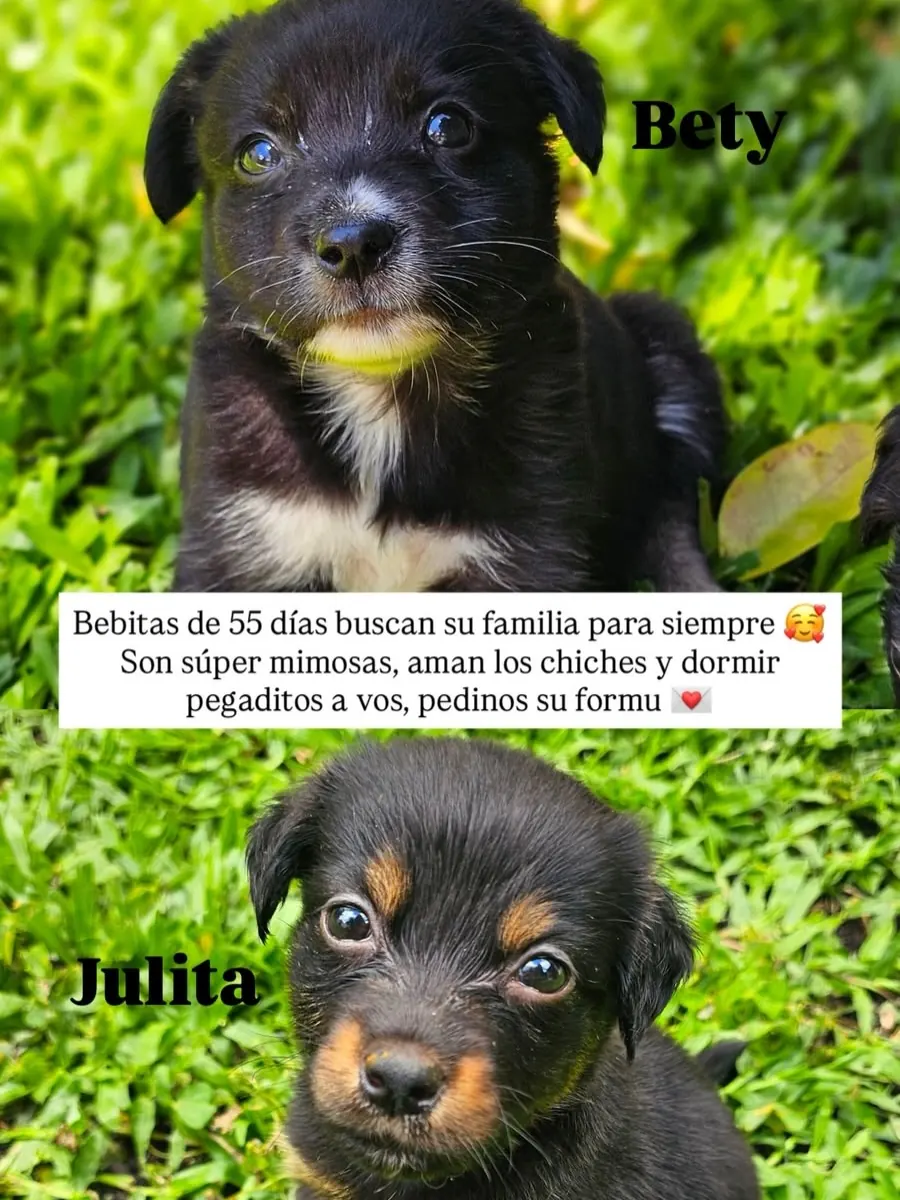 Bety
Bebitas de 55 días buscan su familia para siempre 🥰
Son súper mimosas, aman los chiches y dormir
pegaditos a vos, pedinos su formu 💌
Julita